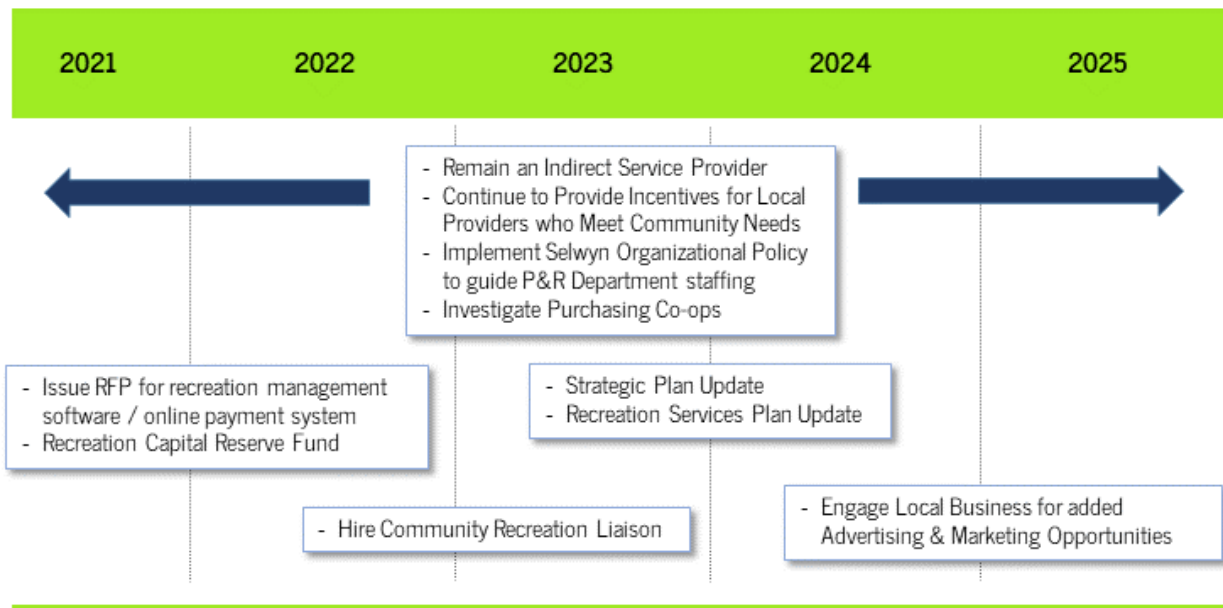 2021 2022 2023 2024 2025
- Remain an Indirect Service Provider
- Continue to Provide Incentives for Local
Providers who Meet Community Needs
- Implement Selwyn Organizational Policy
to guide P&R Department staffing
- Investigate Purchasing Co-ops
- Issue RFP for recreation management
software / online payment system
- Recreation Capital Reserve Fund
- Strategic Plan Update
- Recreation Services Plan Update
- Hire Community Recreation Liaison
- Engage Local Business for added
Advertising & Marketing Opportunities